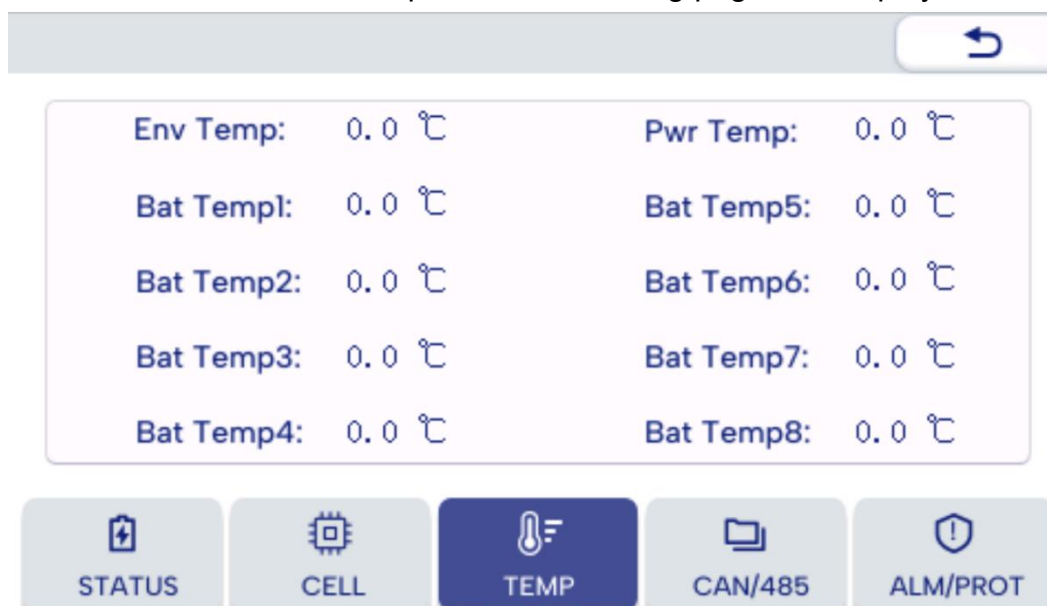 Env Temp: 0.0 ℃ Pwr Temp: 0.0 ℃
Bat Temp1: 0.0 ℃ Bat Temp5: 0.0 ℃
Bat Temp2: 0.0 ℃ Bat Temp6: 0.0 ℃
Bat Temp3: 0.0 ℃ Bat Temp7: 0.0 ℃
Bat Temp4: 0.0 ℃ Bat Temp8: 0.0 ℃
STATUS CELL TEMP CAN/485 ALM/PROT